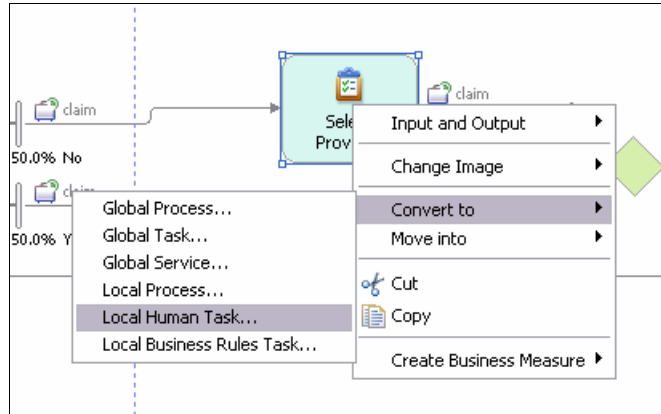 claim
claim
Sele
Prov
Input and Output
50.0% No
Change Image
Global Process...
Convert to
50.0% Y
Global Task...
Move into
Global Service...
Local Process...
Cut
Local Human Task...
Copy
Local Business Rules Task...
Create Business Measure